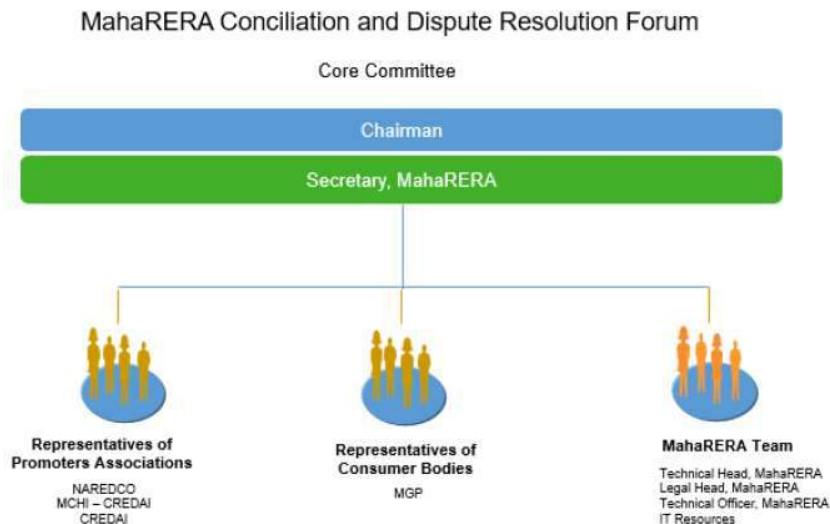 MahaRERA Conciliation and Dispute Resolution Forum
Core Committee
Chairman
Secretary, MahaRERA
Representatives of
Promoters Associations
NAREDCO
MCHI – CREDAI
CREDAI
Representatives of
Consumer Bodies
MGP
MahaRERA Team
Technical Head, MahaRERA
Legal Head, MahaRERA
Technical Officer, MahaRERA
IT Resources